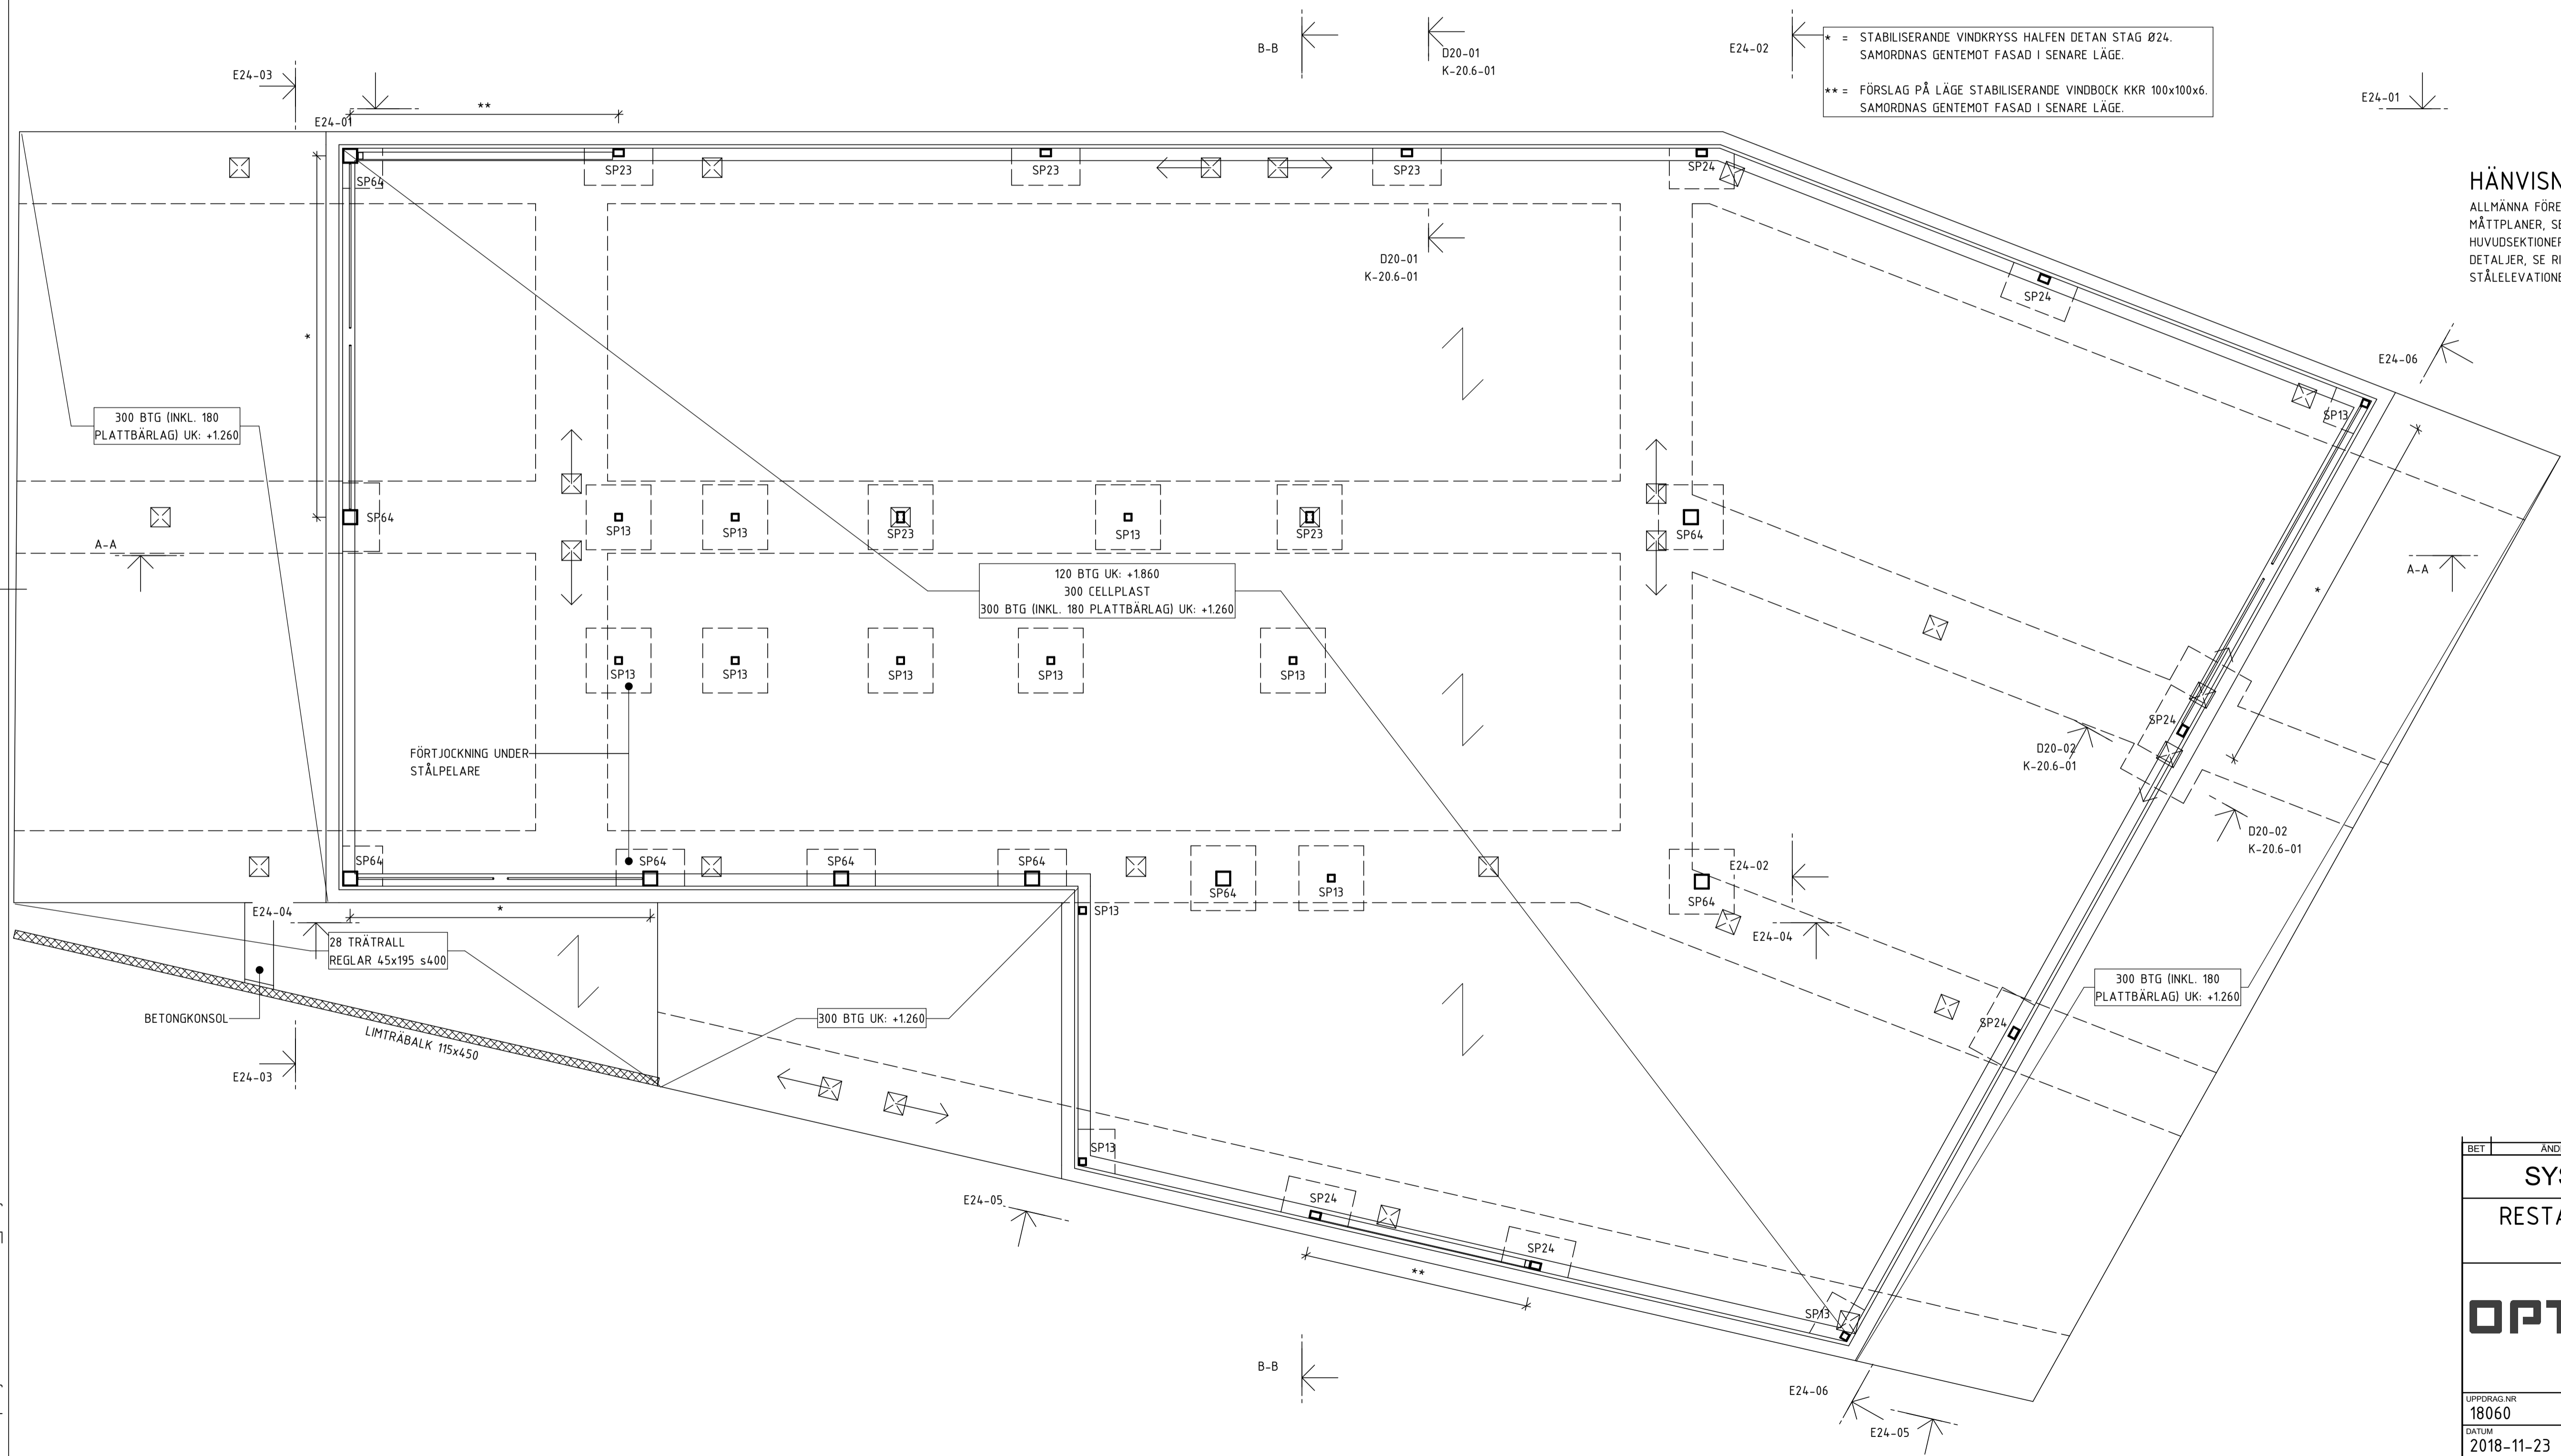 B-B
D20-01
K-20.6-01
E24-02
* = STABILISERANDE VINDKRYSS HALFEN DETAN STAG Ø24.
SAMORDNAS GENTEMOT FASAD I SENARE LÄGE.
** = FÖRSLAG PÅ LÄGE STABILISERANDE VINDBOCK KKR 100x100x6.
SAMORDNAS GENTEMOT FASAD I SENARE LÄGE.
E24-03
**
E24-01
E24-01
SP64
SP23
SP23
SP23
SP24
HÄNVISN
ALLMÄNNA FÖRE
MÅTTPLANER, SE
HUVUDSEKTIONER
DETALJER, SE RI
STÅLELEVATIONE
D20-01
K-20.6-01
SP24
*
E24-06
300 BTG (INKL. 180
PLATTBÄRLAG) UK: +1.260
SP13
SP64
SP13
SP13
SP23
SP13
SP23
SP64
A-A
A-A
120 BTG UK: +1.860
300 CELLPLAST
300 BTG (INKL. 180 PLATTBÄRLAG) UK: +1.260
*
SP13
SP13
SP13
SP13
SP13
SP24
D20-02
K-20.6-01
FÖRTJOCKNING UNDER
STÅLPELARE
D20-02
K-20.6-01
SP64
SP64
SP64
SP64
SP64
SP13
E24-02
SP64
E24-04
*
SP13
28 TRÄTRALL
REGLAR 45x195 s400
E24-04
300 BTG (INKL. 180
PLATTBÄRLAG) UK: +1.260
BETONGKONSOL
LIMTRÄBALK 115x450
300 BTG UK: +1.260
SP24
E24-03
SP13
BET
ÄND
SYS
E24-05
SP24
RESTA
SP24
**
SP13
OPT
B-B
E24-06
UPPDRAG.NR
18060
E24-05
DATUM
2018-11-23